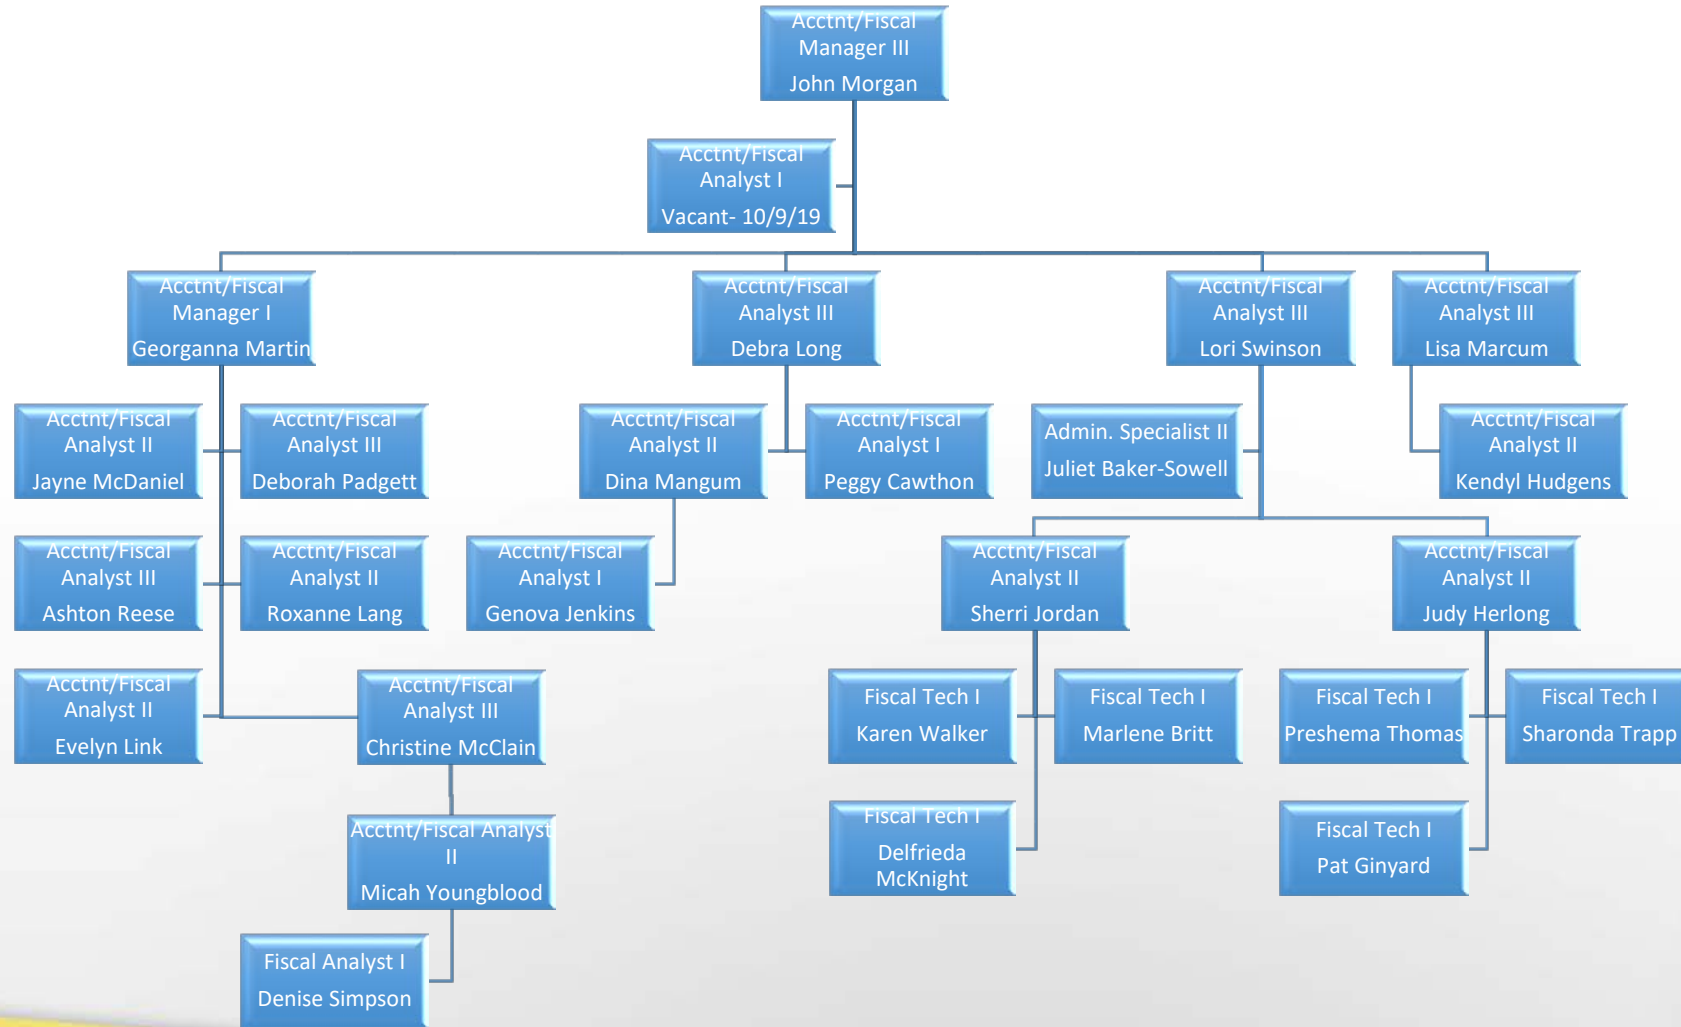 Acctnt/Fiscal
Manager III
John Morgan
Acctnt/Fiscal
Analyst I
Vacant- 10/9/19
Acctnt/Fiscal
Manager I
Georganna Martin
Acctnt/Fiscal
Analyst III
Debra Long
Acctnt/Fiscal
Analyst III
Lori Swinson
Acctnt/Fiscal
Analyst III
Lisa Marcum
Acctnt/Fiscal
Analyst II
Jayne McDaniel
Acctnt/Fiscal
Analyst III
Deborah Padgett
Acctnt/Fiscal
Analyst II
Dina Mangum
Acctnt/Fiscal
Analyst I
Peggy Cawthon
Admin. Specialist II
Juliet Baker-Sowell
Acctnt/Fiscal
Analyst II
Kendyl Hudgens
Acctnt/Fiscal
Analyst III
Ashton Reese
Acctnt/Fiscal
Analyst II
Roxanne Lang
Acctnt/Fiscal
Analyst I
Genova Jenkins
Acctnt/Fiscal
Analyst II
Sherri Jordan
Acctnt/Fiscal
Analyst II
Judy Herlong
Acctnt/Fiscal
Analyst II
Evelyn Link
Acctnt/Fiscal
Analyst III
Christine McClain
Fiscal Tech I
Karen Walker
Fiscal Tech I
Marlene Britt
Fiscal Tech I
Preshema Thomas
Fiscal Tech I
Sharonda Trapp
Acctnt/Fiscal Analyst
II
Micah Youngblood
Fiscal Tech I
Delfrieda
McKnight
Fiscal Tech I
Pat Ginyard
Fiscal Analyst I
Denise Simpson